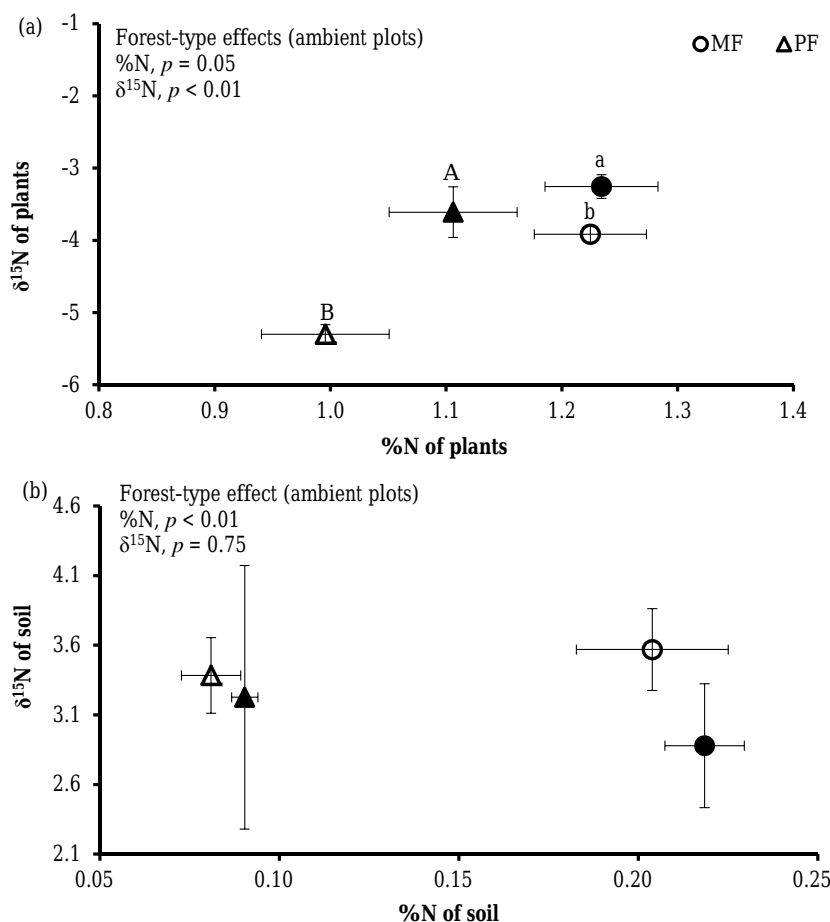 (a)
Forest-type effects (ambient plots)
%N, p = 0.05
δ¹⁵N, p < 0.01
MF PF
-1
-2
-3
-4
-5
-6
δ¹⁵N of plants
A
a
b
B
0.8 0.9 1.0 1.1 1.2 1.3 1.4
%N of plants
(b)
Forest-type effect (ambient plots)
%N, p < 0.01
δ¹⁵N, p = 0.75
4.6
4.1
3.6
3.1
2.6
2.1
δ¹⁵N of soil
0.05 0.10 0.15 0.20 0.25
%N of soil